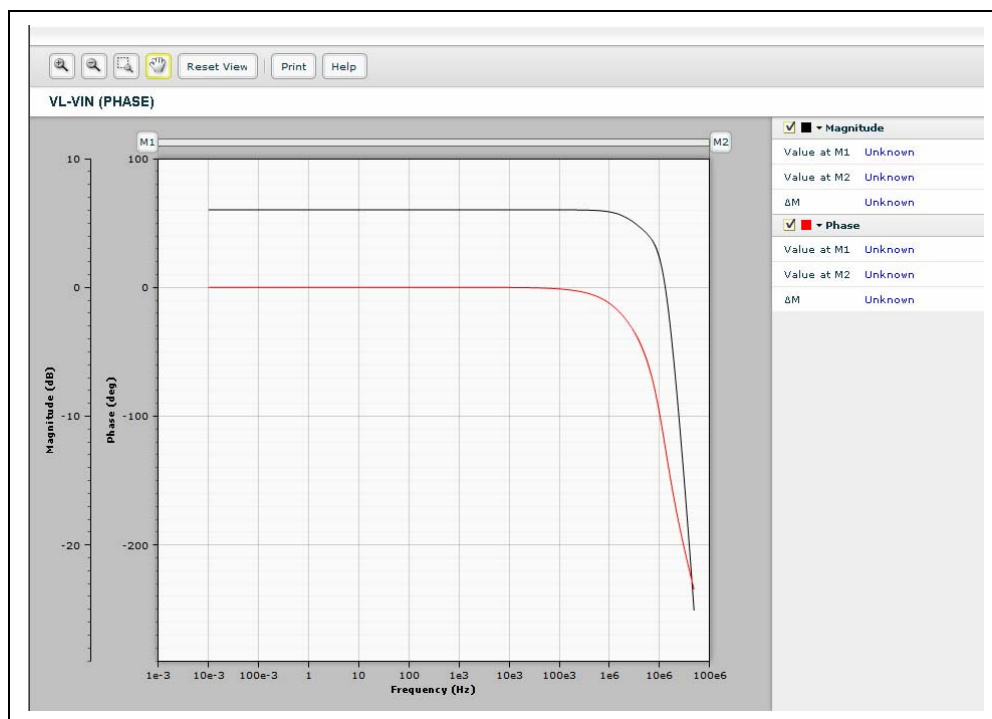 Reset View Print Help
VL-VIN (PHASE)
M1 M2
10 100
0 0
-10 -100
-20 -200
Magnitude (dB)
Phase (deg)
1e-3 10e-3 100e-3 1 10 100 1e3 10e3 100e3 1e6 10e6 100e6
Frequency (Hz)
Magnitude
Value at M1 Unknown
Value at M2 Unknown
ΔM Unknown
Phase
Value at M1 Unknown
Value at M2 Unknown
ΔM Unknown